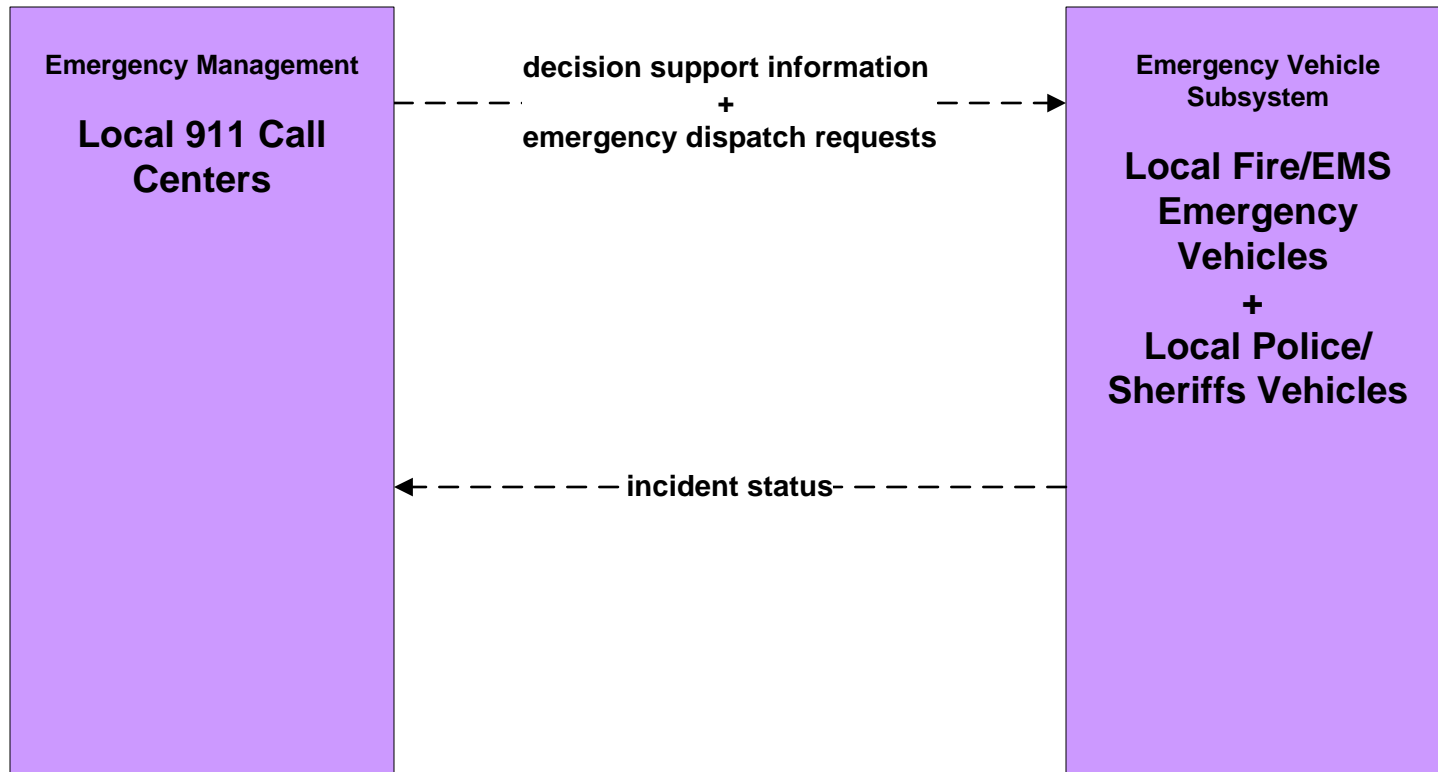 Emergency Management
Local 911 Call
Centers
decision support information
+
emergency dispatch requests
Emergency Vehicle
Subsystem
Local Fire/EMS
Emergency
Vehicles
+
Local Police/
Sheriffs Vehicles
incident status